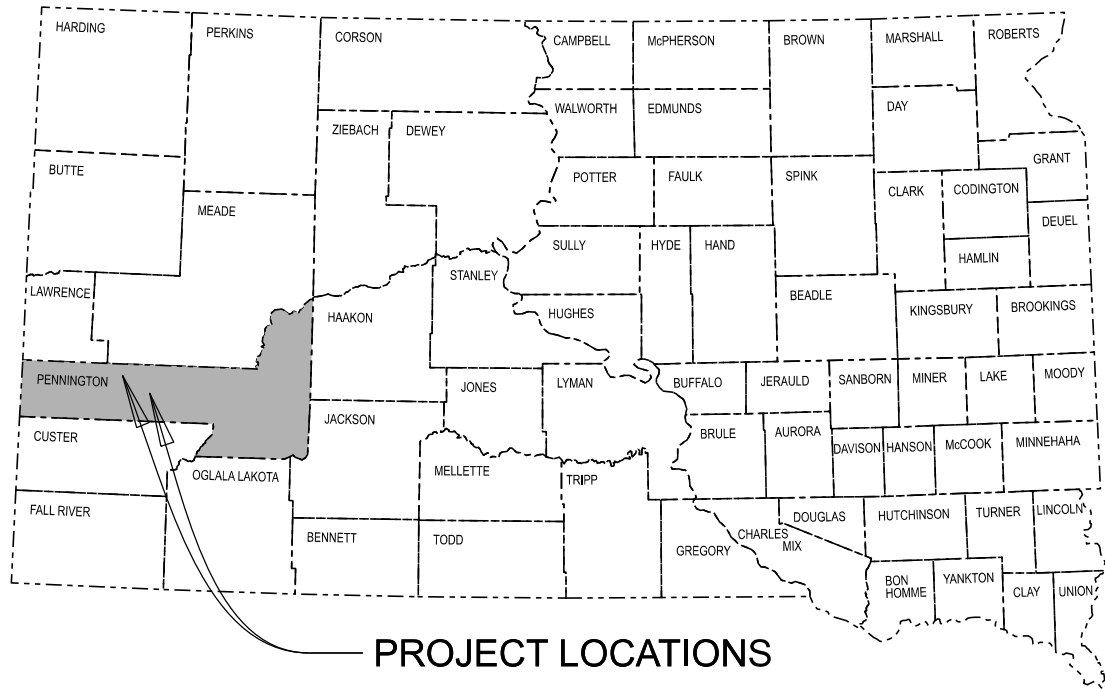 HARDING
PERKINS
CORSON
CAMPBELL
McPHERSON
BROWN
MARSHALL
ROBERTS
WALWORTH
EDMUNDS
DAY
ZIEBACH
DEWEY
GRANT
BUTTE
POTTER
FAULK
SPINK
CLARK
CODINGTON
MEADE
DEUEL
SULLY
HYDE
HAND
HAMLIN
STANLEY
LAWRENCE
BEADLE
KINGSBURY
BROOKINGS
HAAKON
HUGHES
PENNINGTON
JONES
LYMAN
BUFFALO
JERAULD
SANBORN
MINER
LAKE
MOODY
JACKSON
CUSTER
BRULE
AURORA
DAVISON
HANSON
McCOOK
MINNEHAHA
OGLALA LAKOTA
MELLETTE
TRIPP
FALL RIVER
DOUGLAS
HUTCHINSON
TURNER
LINCOLN
BENNETT
TODD
GREGORY
CHARLES
MIX
BON
HOMME
YANKTON
CLAY
UNION
PROJECT LOCATIONS